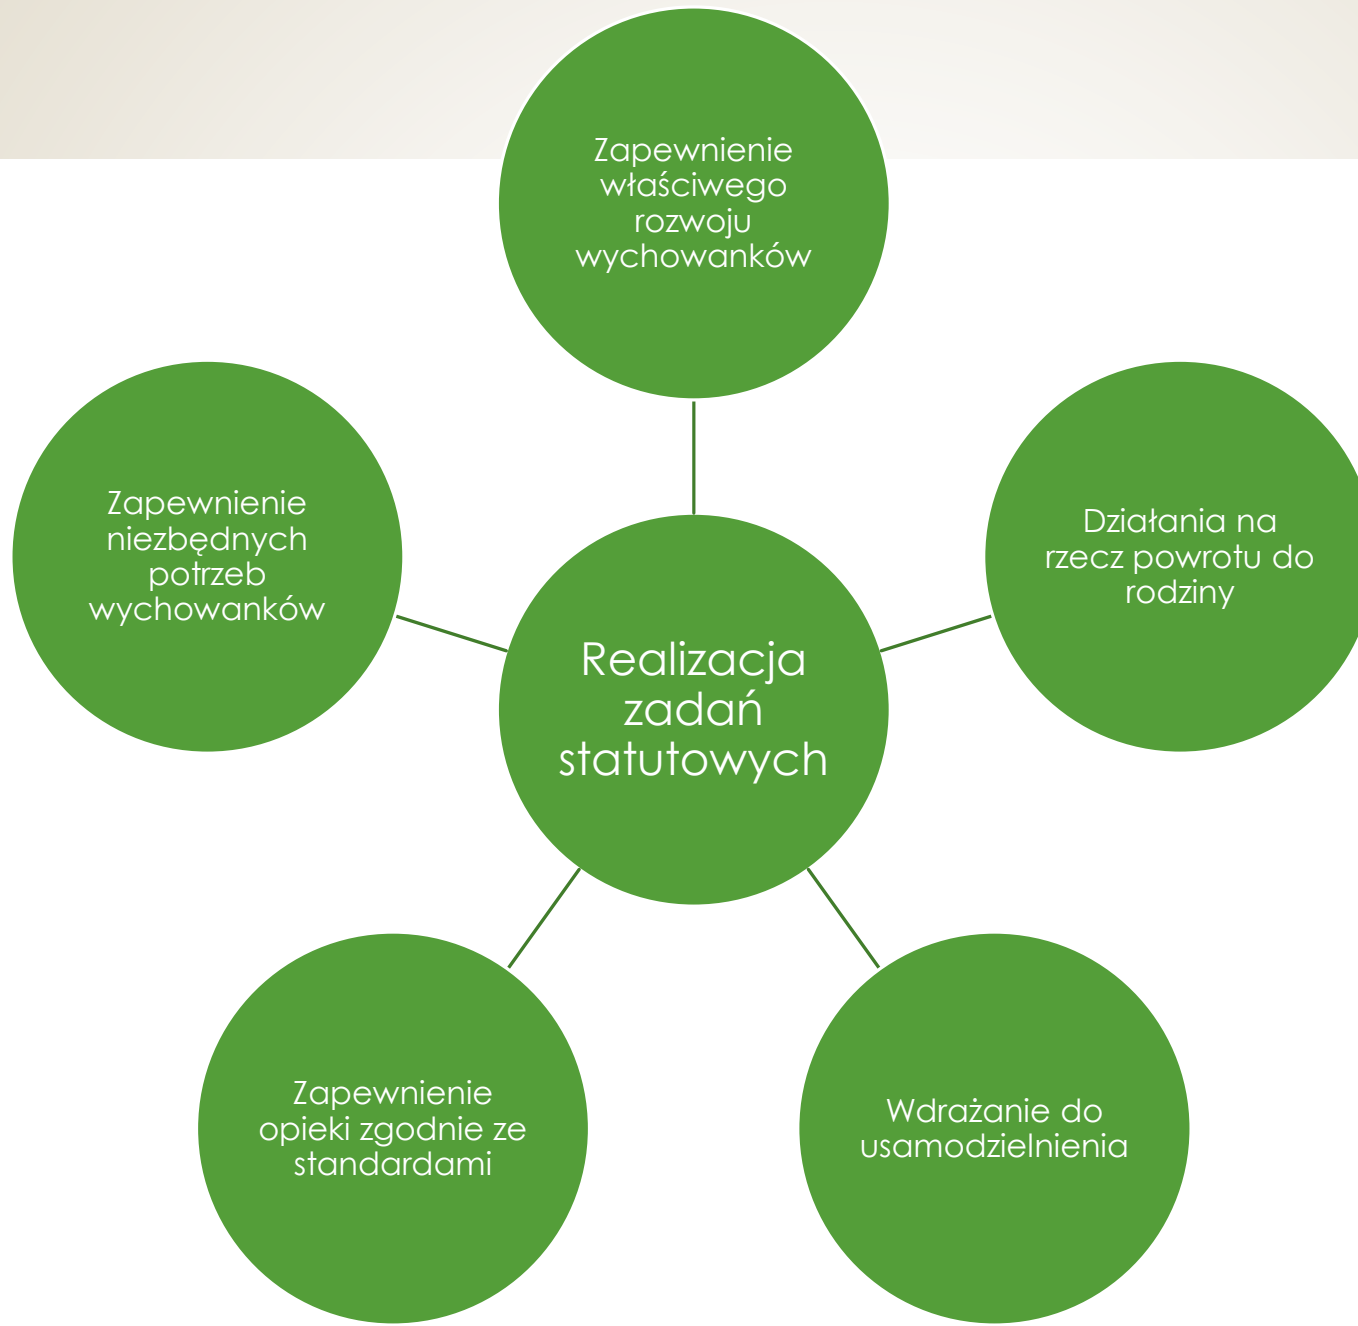 Zapewnienie
właściwego
rozwoju
wychowanków
Zapewnienie
niezbędnych
potrzeb
wychowanków
Działania na
rzecz powrotu do
rodziny
Realizacja
zadań
statutowych
Zapewnienie
opieki zgodnie ze
standardami
Wdrażanie do
usamodzielnienia